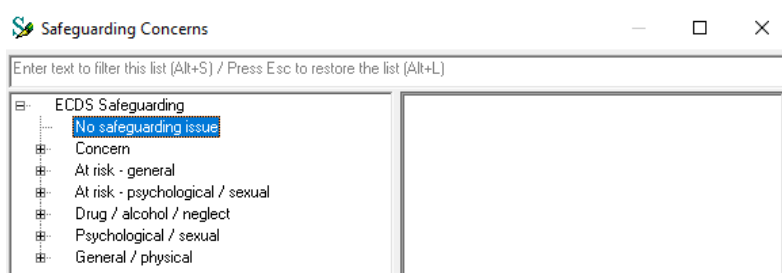 Safeguarding Concerns
Enter text to filter this list (Alt+S) / Press Esc to restore the list (Alt+L)
ECDS Safeguarding
No safeguarding issue
Concern
At risk - general
At risk - psychological / sexual
Drug / alcohol / neglect
Psychological / sexual
General / physical